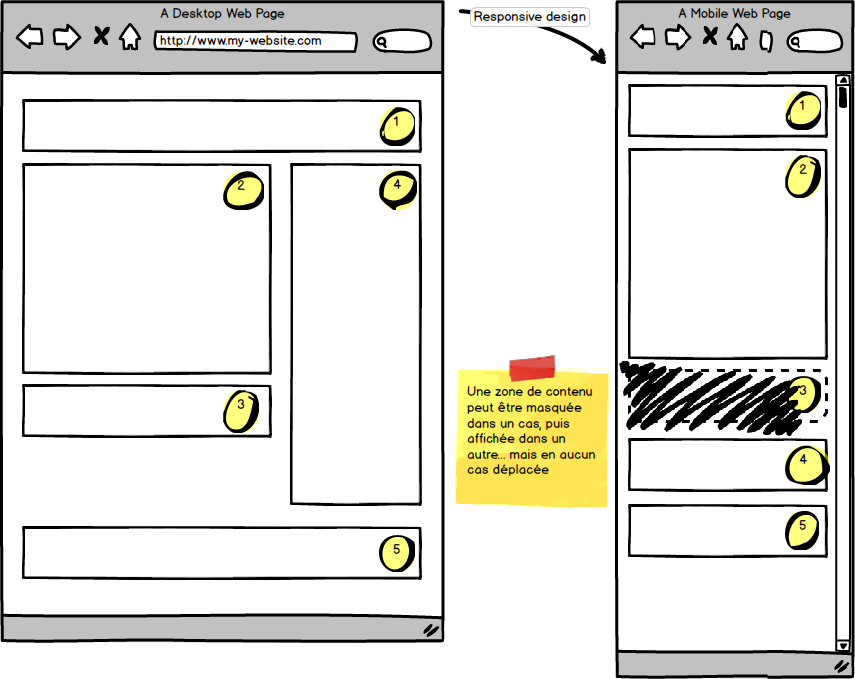 A Desktop Web Page
http://www.my-website.com
1
2
4
3
5
Responsive design
Une zone de contenu
peut être masquée
dans un cas, puis
affichée dans un
autre... mais en aucun
cas déplacée
A Mobile Web Page
1
2
3
4
5